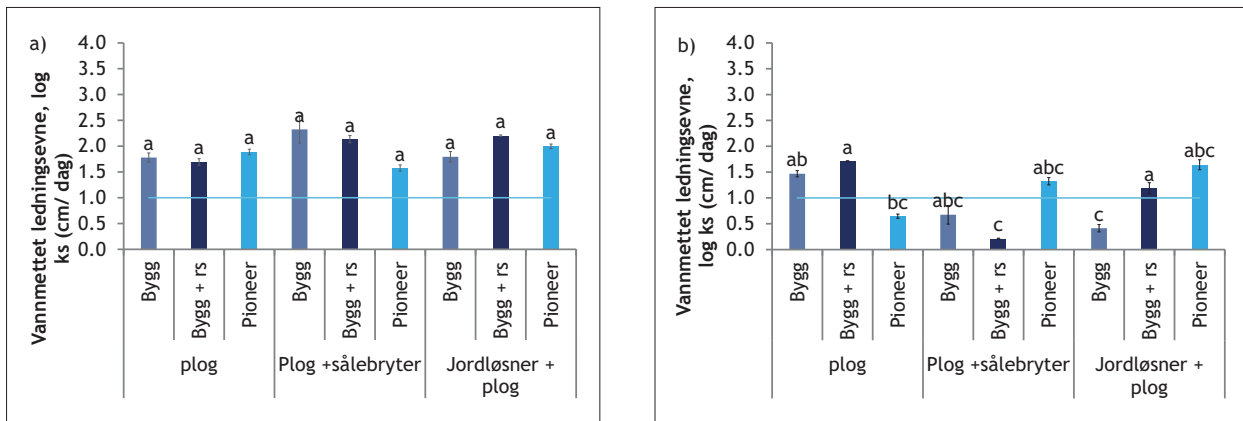 a)
Vannmettet ledningsevne, log
ks (cm/ dag)
4.0
3.5
3.0
2.5
2.0
1.5
1.0
0.5
0.0
a
a
a
a
a
a
a
a
a
Bygg
Bygg + rs
Pioneer
Bygg
Bygg + rs
Pioneer
Bygg
Bygg + rs
Pioneer
plog
Plog +sålebryter
Jordløsner +
plog
b)
Vannmettet ledningsevne,
log ks (cm/ dag)
4.0
3.5
3.0
2.5
2.0
1.5
1.0
0.5
0.0
ab
a
bc
abc
c
abc
c
a
abc
Bygg
Bygg + rs
Pioneer
Bygg
Bygg + rs
Pioneer
Bygg
Bygg + rs
Pioneer
plog
Plog +sålebryter
Jordløsner +
plog